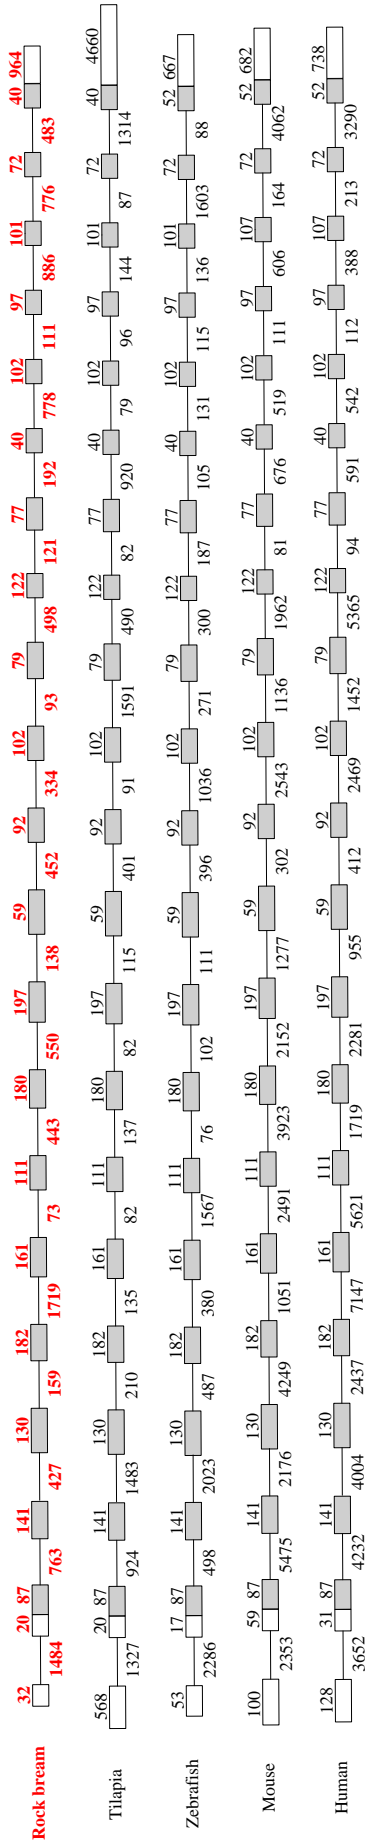 32 20 87 141 130 182 161 111 180 197 59 92 102 79 122 77 40 102 97 101 72 40 964
Rock bream
1484 763 427 159 1719 73 443 550 138 452 334 93 498 121 192 778 111 886 776 483
568 20 87 141 130 182 161 111 180 197 59 92 102 79 122 77 40 102 97 101 72 40 4660
Tilapia
1327 924 1483 210 135 82 137 82 115 401 91 1591 490 82 920 79 96 144 87 1314
53 17 87 141 130 182 161 111 180 197 59 92 102 79 122 77 40 102 97 101 72 52 667
Zebrafish
2286 498 2023 487 380 1567 76 102 111 396 1036 271 300 187 105 131 115 136 1603 88
100 59 87 141 130 182 161 111 180 197 59 92 102 79 122 77 40 102 97 107 72 52 682
Mouse
2353 5475 2176 4249 1051 2491 3923 2152 1277 302 2543 1136 1962 81 676 519 111 606 164 4062
128 31 87 141 130 182 161 111 180 197 59 92 102 79 122 77 40 102 97 107 72 52 738
Human
3652 4232 4004 2437 7147 5621 1719 2281 955 412 2469 1452 5365 94 591 542 112 388 213 3290